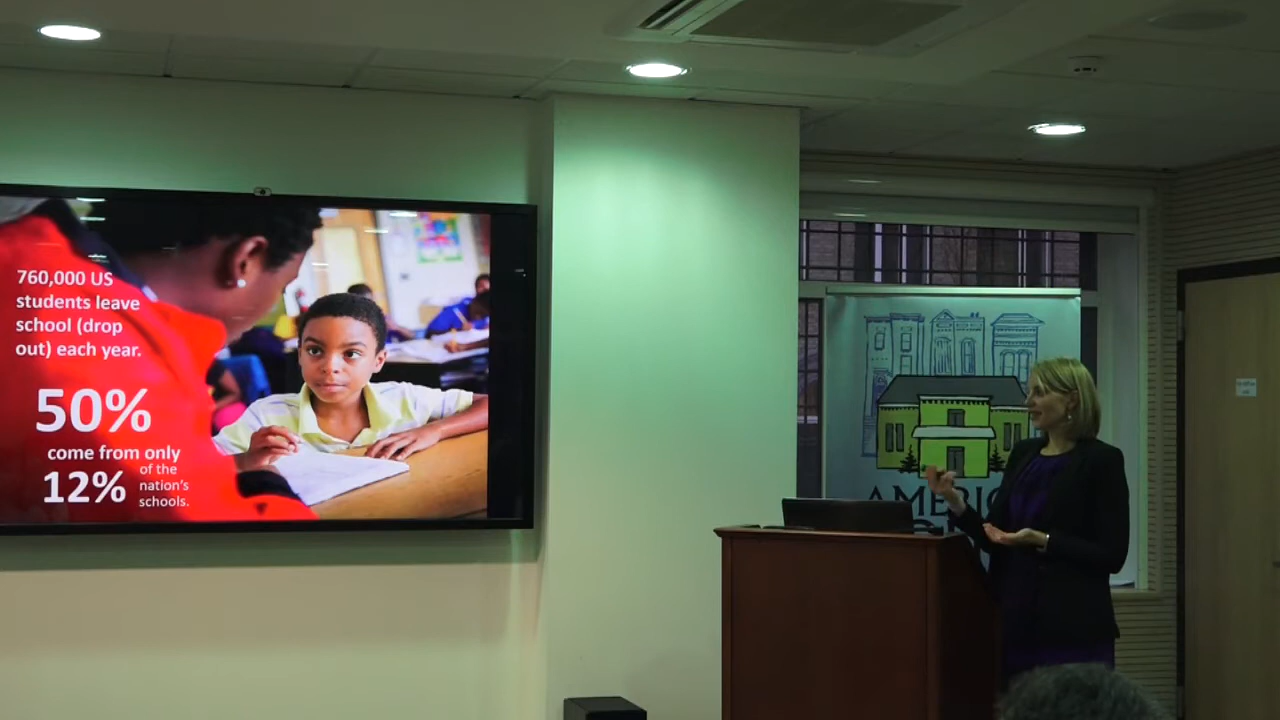 760,000 US
students leave
school (drop
out) each year.
50%
come from only
12%
of the
nation's
schools.